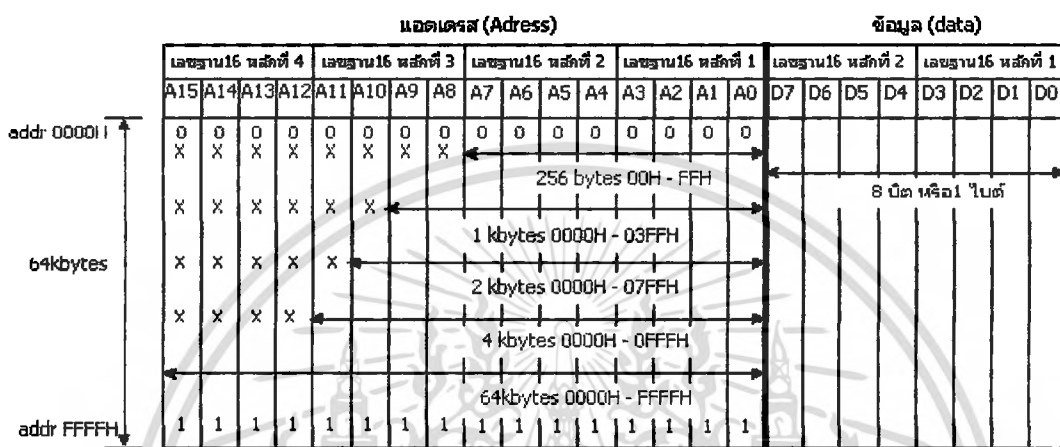 แอดเดรส (Adress) ข้อมูล (data)
เลขฐาน16 หลักที่ 4 เลขฐาน16 หลักที่ 3 เลขฐาน16 หลักที่ 2 เลขฐาน16 หลักที่ 1 เลขฐาน16 หลักที่ 2 เลขฐาน16 หลักที่ 1
A15 A14 A13 A12 A11 A10 A9 A8 A7 A6 A5 A4 A3 A2 A1 A0 D7 D6 D5 D4 D3 D2 D1 D0
addr 0000H 0 0 0 0 0 0 0 0 0 0 0 0 0 0 0 0
X X X X X X X X
256 bytes 00H - FFH
8 บิต หรือ1 ไบต์
X X X X X X
1 kbytes 0000H - 03FFH
64kbytes X X X X X
2 kbytes 0000H - 07FFH
X X X X
4 kbytes 0000H - 0FFFH
64kbytes 0000H - FFFFH
addr FFFFH 1 1 1 1 1 1 1 1 1 1 1 1 1 1 1 1